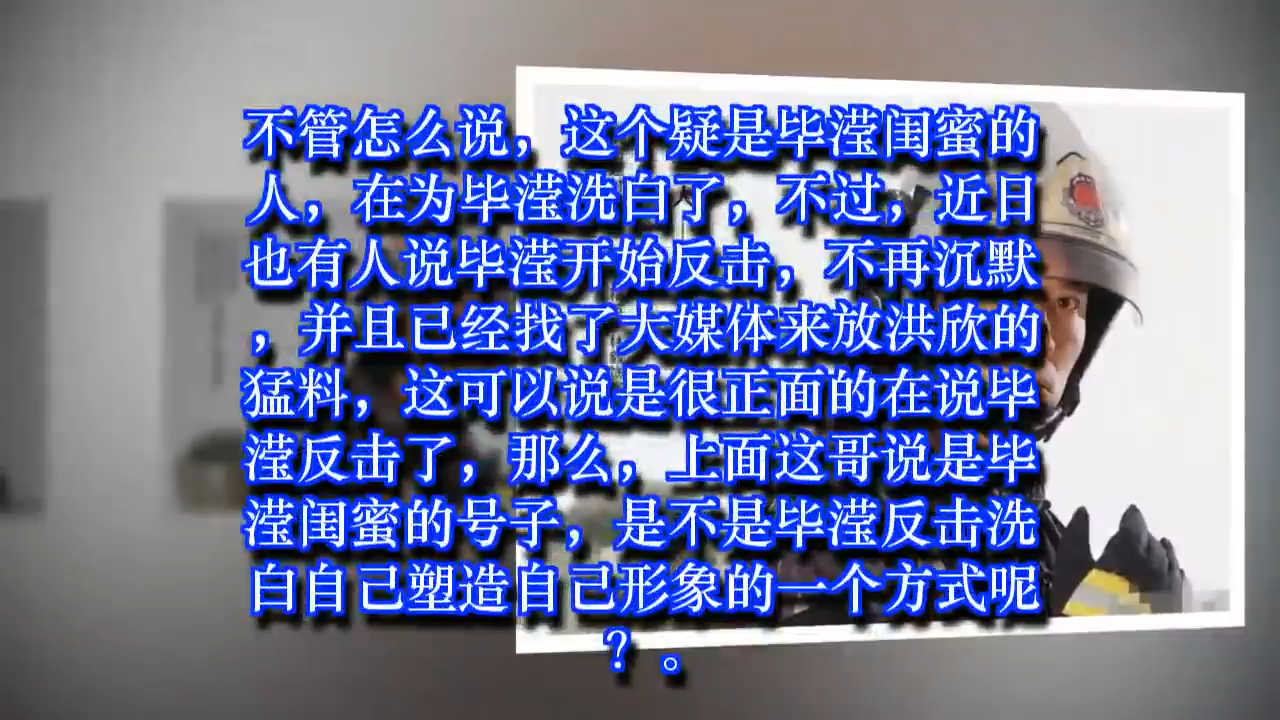 不管怎么说，这个疑是毕滢闺蜜的
人，在为毕滢洗白了，不过，近日
也有人说毕滢开始反击，不再沉默
，并且已经找了大媒体来放洪欣的
猛料，这可以说是很正面的在说毕
滢反击了，那么，上面这哥说是毕
滢闺蜜的号子，是不是毕滢反击洗
白自己塑造自己形象的一个方式呢
？。